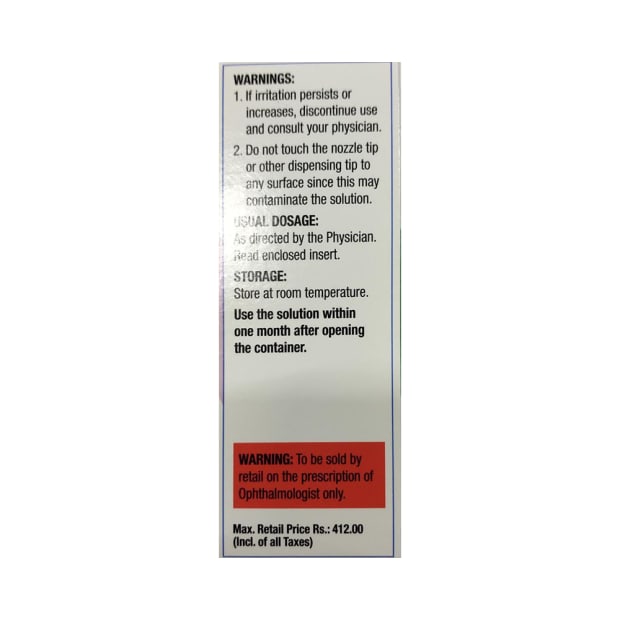 WARNINGS:
1. If irritation persists or
increases, discontinue use
and consult your physician.
2. Do not touch the nozzle tip
or other dispensing tip to
any surface since this may
contaminate the solution.
USUAL DOSAGE:
As directed by the Physician.
Read enclosed insert.
STORAGE:
Store at room temperature.
Use the solution within
one month after opening
the container.
WARNING: To be sold by
retail on the prescription of
Ophthalmologist only.
Max. Retail Price Rs.: 412.00
(Incl. of all Taxes)